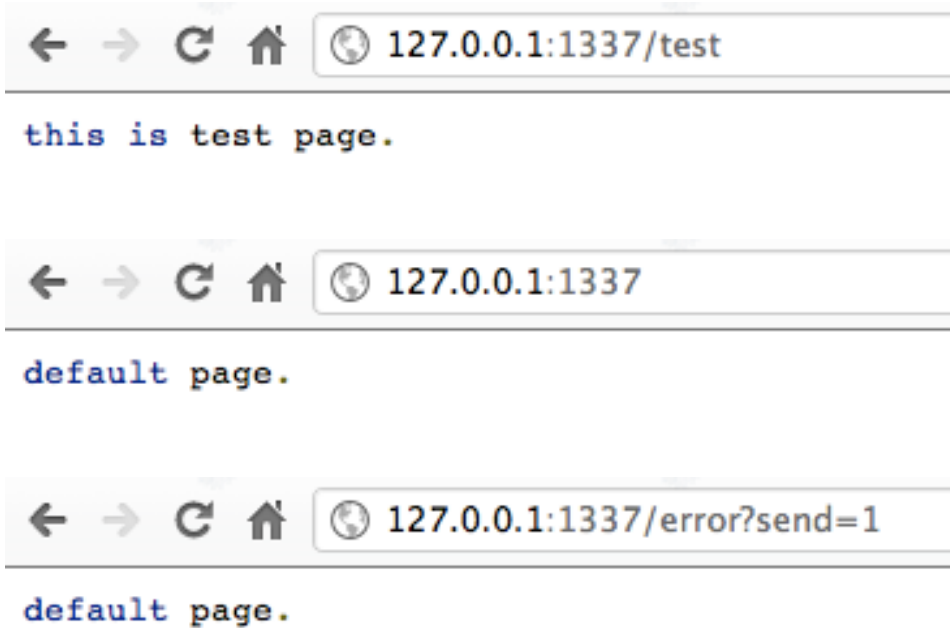 127.0.0.1:1337/test
this is test page.
127.0.0.1:1337
default page.
127.0.0.1:1337/error?send=1
default page.